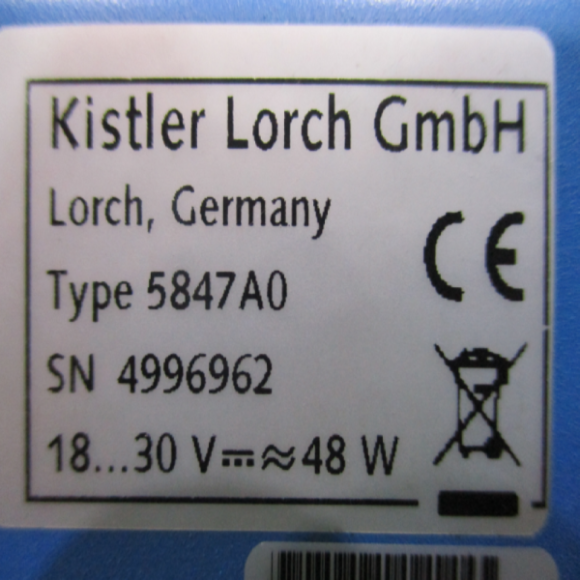 Kistler Lorch GmbH
Lorch, Germany
Type 5847A0
SN 4996962
18...30 V⎓≈48 W
CE